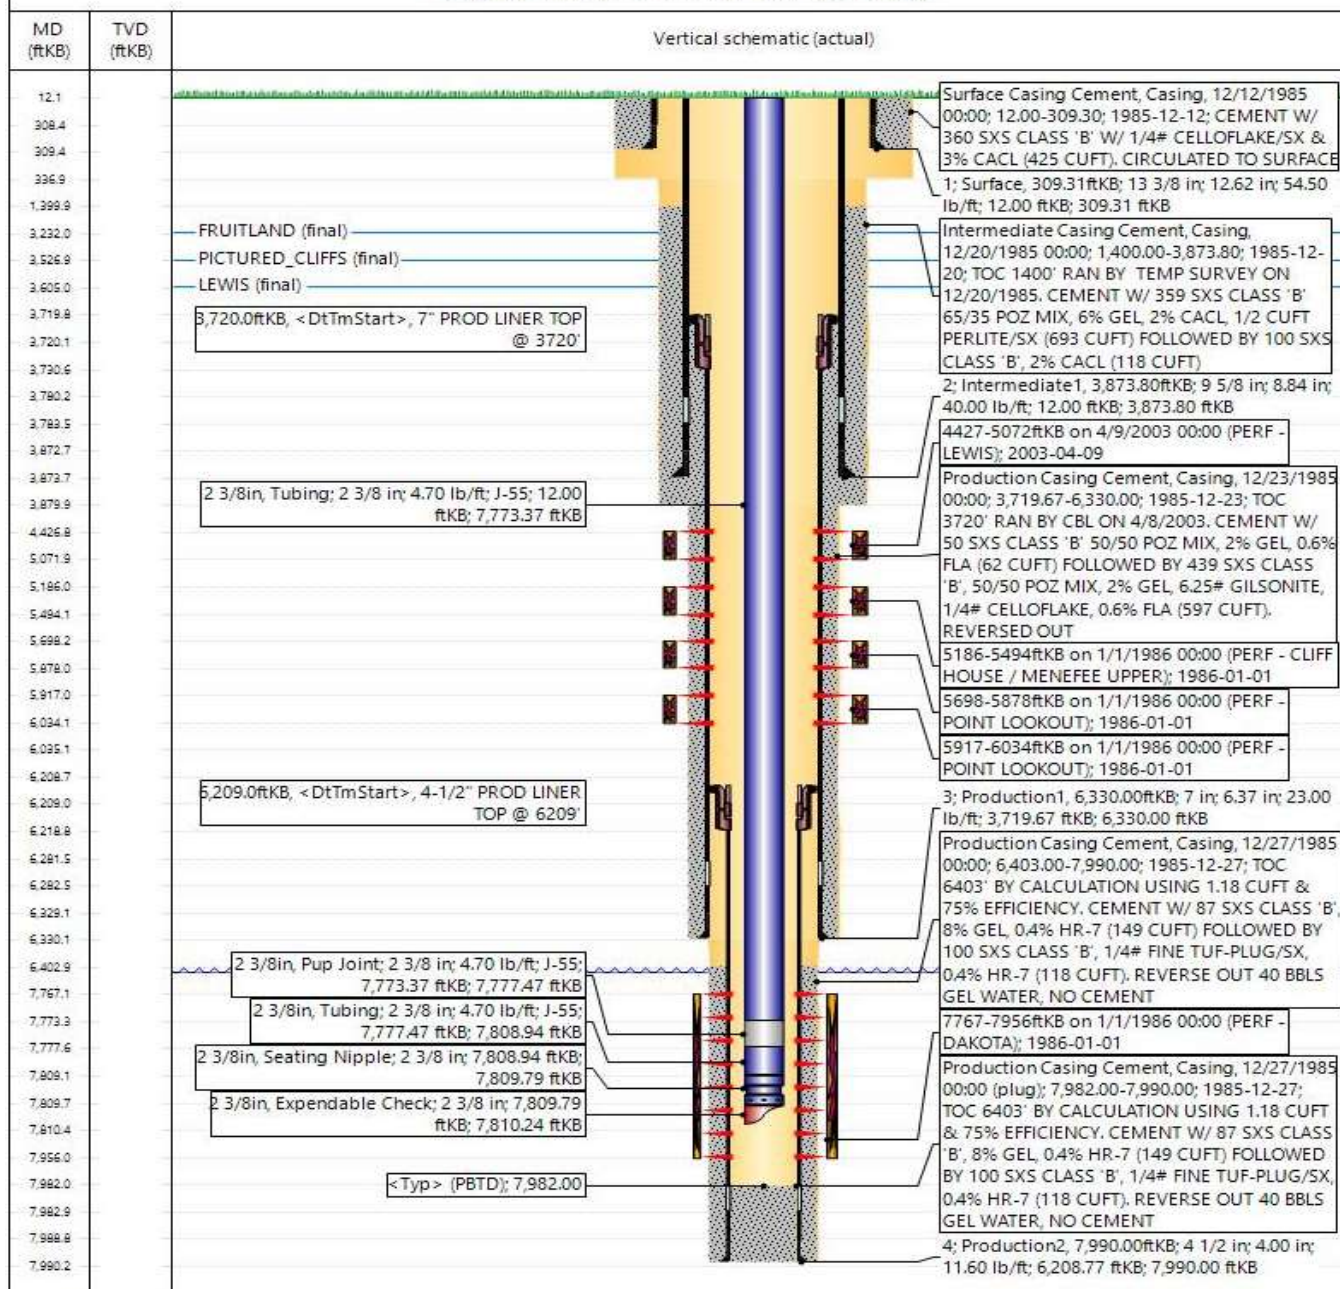 MD
(ftKB)
TVD
(ftKB)
Vertical schematic (actual)
12.1
308.4
309.4
336.9
1,399.9
3,232.0
3,526.9
3,605.0
3,719.8
3,720.1
3,730.6
3,780.2
3,783.5
3,872.7
3,873.7
3,879.9
4,426.8
5,071.9
5,186.0
5,494.1
5,698.2
5,878.0
5,917.0
6,034.1
6,035.1
6,208.7
6,209.0
6,218.8
6,281.5
6,282.5
6,329.1
6,330.1
6,402.9
7,767.1
7,773.3
7,777.6
7,809.1
7,809.7
7,810.4
7,956.0
7,982.0
7,982.9
7,988.8
7,990.2
FRUITLAND (final)
PICTURED_CLIFFS (final)
LEWIS (final)
3,720.0ftKB, <DtTmStart>, 7" PROD LINER TOP
@ 3720'
2 3/8in, Tubing; 2 3/8 in; 4.70 lb/ft; J-55; 12.00
ftKB; 7,773.37 ftKB
6,209.0ftKB, <DtTmStart>, 4-1/2" PROD LINER
TOP @ 6209'
2 3/8in, Pup Joint; 2 3/8 in; 4.70 lb/ft; J-55;
7,773.37 ftKB; 7,777.47 ftKB
2 3/8in, Tubing; 2 3/8 in; 4.70 lb/ft; J-55;
7,777.47 ftKB; 7,808.94 ftKB
2 3/8in, Seating Nipple; 2 3/8 in; 7,808.94 ftKB;
7,809.79 ftKB
2 3/8in, Expendable Check; 2 3/8 in; 7,809.79
ftKB; 7,810.24 ftKB
<Typ> (PBTD); 7,982.00
Surface Casing Cement, Casing, 12/12/1985
00:00; 12.00-309.30; 1985-12-12; CEMENT W/
360 SXS CLASS 'B' W/ 1/4# CELLOFLAKE/SX &
3% CACL (425 CUFT). CIRCULATED TO SURFACE
1; Surface, 309.31ftKB; 13 3/8 in; 12.62 in; 54.50
lb/ft; 12.00 ftKB; 309.31 ftKB
Intermediate Casing Cement, Casing,
12/20/1985 00:00; 1,400.00-3,873.80; 1985-12-
20; TOC 1400' RAN BY TEMP SURVEY ON
12/20/1985. CEMENT W/ 359 SXS CLASS 'B'
65/35 POZ MIX, 6% GEL, 2% CACL, 1/2 CUFT
PERLITE/SX (693 CUFT) FOLLOWED BY 100 SXS
CLASS 'B', 2% CACL (118 CUFT)
2; Intermediate1, 3,873.80ftKB; 9 5/8 in; 8.84 in;
40.00 lb/ft; 12.00 ftKB; 3,873.80 ftKB
4427-5072ftKB on 4/9/2003 00:00 (PERF -
LEWIS); 2003-04-09
Production Casing Cement, Casing, 12/23/1985
00:00; 3,719.67-6,330.00; 1985-12-23; TOC
3720' RAN BY CBL ON 4/8/2003. CEMENT W/
50 SXS CLASS 'B' 50/50 POZ MIX, 2% GEL, 0.6%
FLA (62 CUFT) FOLLOWED BY 439 SXS CLASS
'B', 50/50 POZ MIX, 2% GEL, 6.25# GILSONITE,
1/4# CELLOFLAKE, 0.6% FLA (597 CUFT).
REVERSED OUT
5186-5494ftKB on 1/1/1986 00:00 (PERF - CLIFF
HOUSE / MENEFEE UPPER); 1986-01-01
5698-5878ftKB on 1/1/1986 00:00 (PERF -
POINT LOOKOUT); 1986-01-01
5917-6034ftKB on 1/1/1986 00:00 (PERF -
POINT LOOKOUT); 1986-01-01
3; Production1, 6,330.00ftKB; 7 in; 6.37 in; 23.00
lb/ft; 3,719.67 ftKB; 6,330.00 ftKB
Production Casing Cement, Casing, 12/27/1985
00:00; 6,403.00-7,990.00; 1985-12-27; TOC
6403' BY CALCULATION USING 1.18 CUFT &
75% EFFICIENCY. CEMENT W/ 87 SXS CLASS 'B',
8% GEL, 0.4% HR-7 (149 CUFT) FOLLOWED BY
100 SXS CLASS 'B', 1/4# FINE TUF-PLUG/SX,
0.4% HR-7 (118 CUFT). REVERSE OUT 40 BBLS
GEL WATER, NO CEMENT
7767-7956ftKB on 1/1/1986 00:00 (PERF -
DAKOTA); 1986-01-01
Production Casing Cement, Casing, 12/27/1985
00:00 (plug); 7,982.00-7,990.00; 1985-12-27;
TOC 6403' BY CALCULATION USING 1.18 CUFT
& 75% EFFICIENCY. CEMENT W/ 87 SXS CLASS
'B', 8% GEL, 0.4% HR-7 (149 CUFT) FOLLOWED
BY 100 SXS CLASS 'B', 1/4# FINE TUF-PLUG/SX,
0.4% HR-7 (118 CUFT). REVERSE OUT 40 BBLS
GEL WATER, NO CEMENT
4; Production2, 7,990.00ftKB; 4 1/2 in; 4.00 in;
11.60 lb/ft; 6,208.77 ftKB; 7,990.00 ftKB